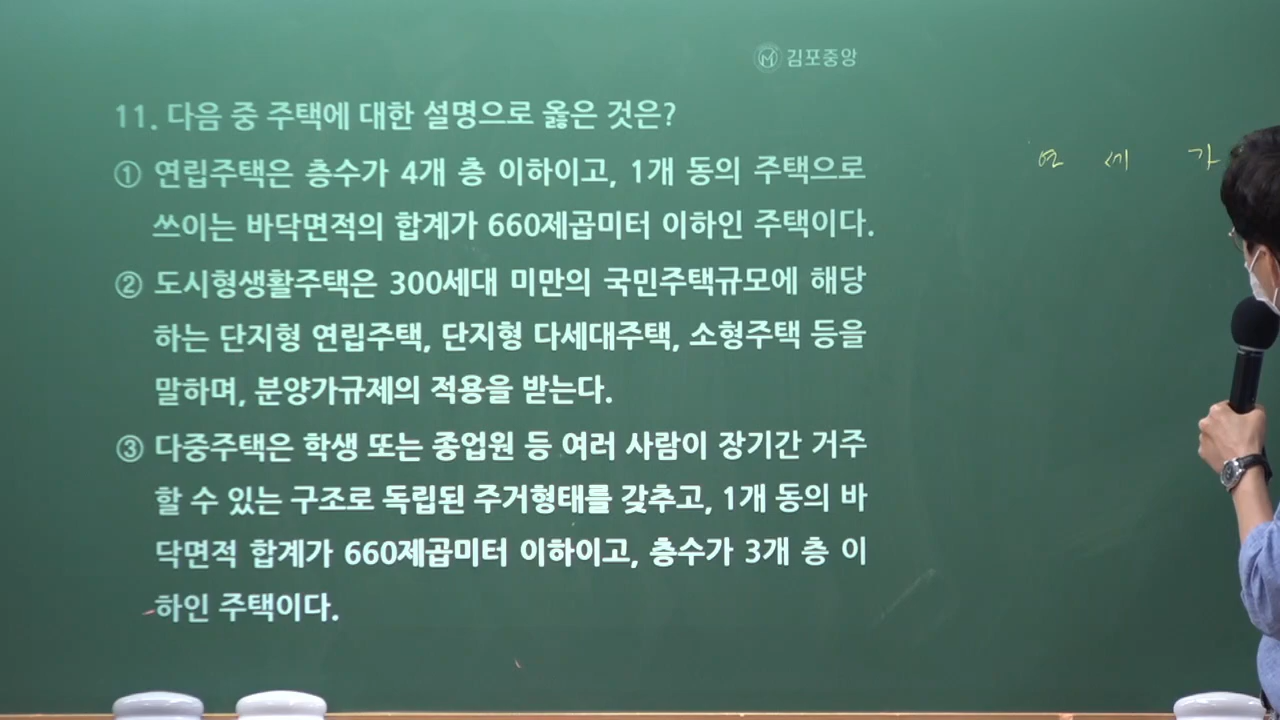 김포중앙
11. 다음 중 주택에 대한 설명으로 옳은 것은?
① 연립주택은 층수가 4개 층 이하이고, 1개 동의 주택으로
쓰이는 바닥면적의 합계가 660제곱미터 이하인 주택이다.
② 도시형생활주택은 300세대 미만의 국민주택규모에 해당
하는 단지형 연립주택, 단지형 다세대주택, 소형주택 등을
말하며, 분양가규제의 적용을 받는다.
③ 다중주택은 학생 또는 종업원 등 여러 사람이 장기간 거주
할 수 있는 구조로 독립된 주거형태를 갖추고, 1개 동의 바
닥면적 합계가 660제곱미터 이하이고, 층수가 3개 층 이
하인 주택이다.
연 세 가